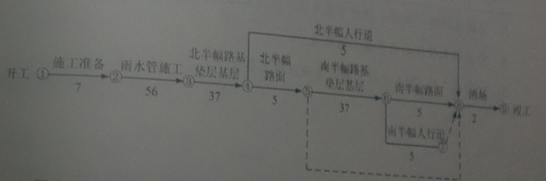 北半幅人行道
5
北半幅路基
垫层基层
37
北半幅
路面
5
南半幅路基
垫层基层
37
开工
①
施工准备
7
②
雨水管施工
56
③
④
⑤
⑥
南半幅路面
5
南半幅人行道
5
⑦
⑧
清场
2
⑨
竣工